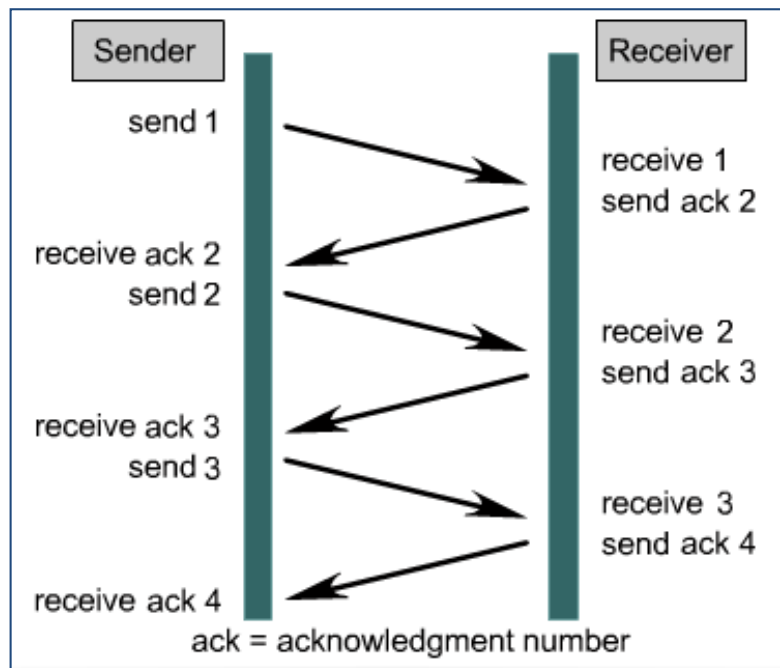 Sender
Receiver
send 1
receive 1
send ack 2
receive ack 2
send 2
receive 2
send ack 3
receive ack 3
send 3
receive 3
send ack 4
receive ack 4
ack = acknowledgment number